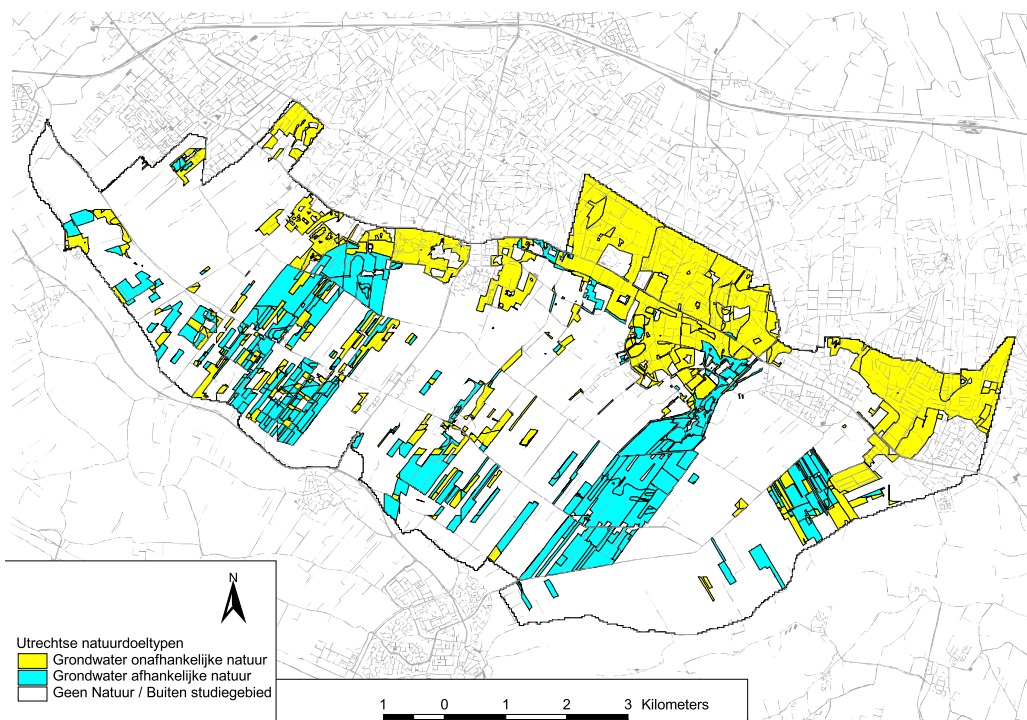 N
Utrechtse natuurdoeltypen
Grondwater onafhankelijke natuur
Grondwater afhankelijke natuur
Geen Natuur / Buiten studiegebied
1 0 1 2 3 Kilometers